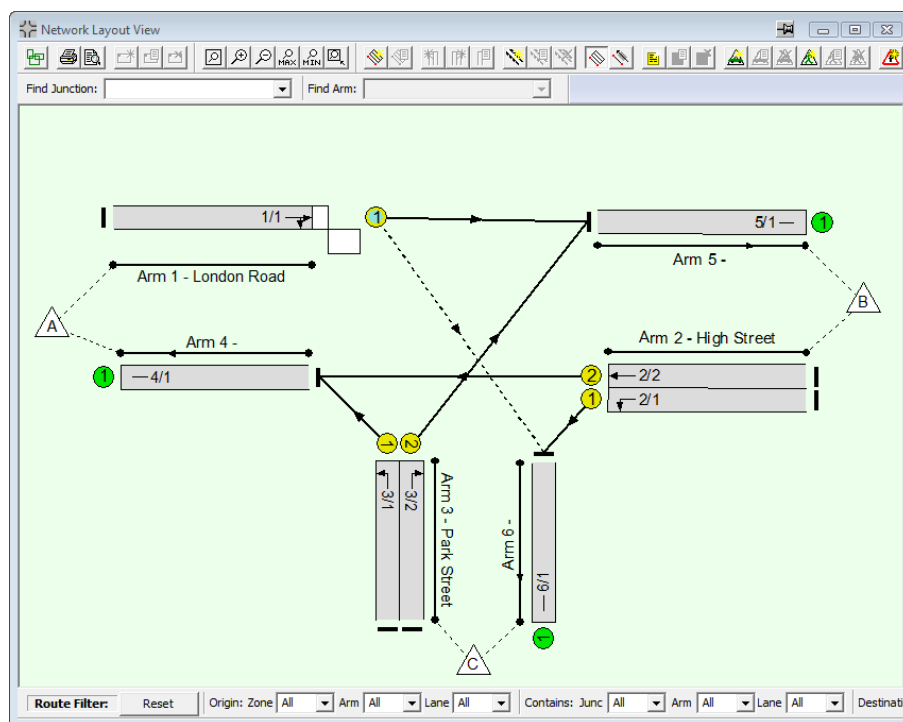 Network Layout View
MAX MIN
Find Junction: Find Arm:
1/1
1
5/1
1
Arm 1 - London Road
Arm 5 -
A
B
Arm 4 -
Arm 2 - High Street
1
4/1
2
2/2
1
2/1
1
2
3/1
3/2
Arm 3 - Park Street
Arm 6 -
6/1
1
C
Route Filter: Reset Origin: Zone All Arm All Lane All Contains: Junc All Arm All Lane All Destinati